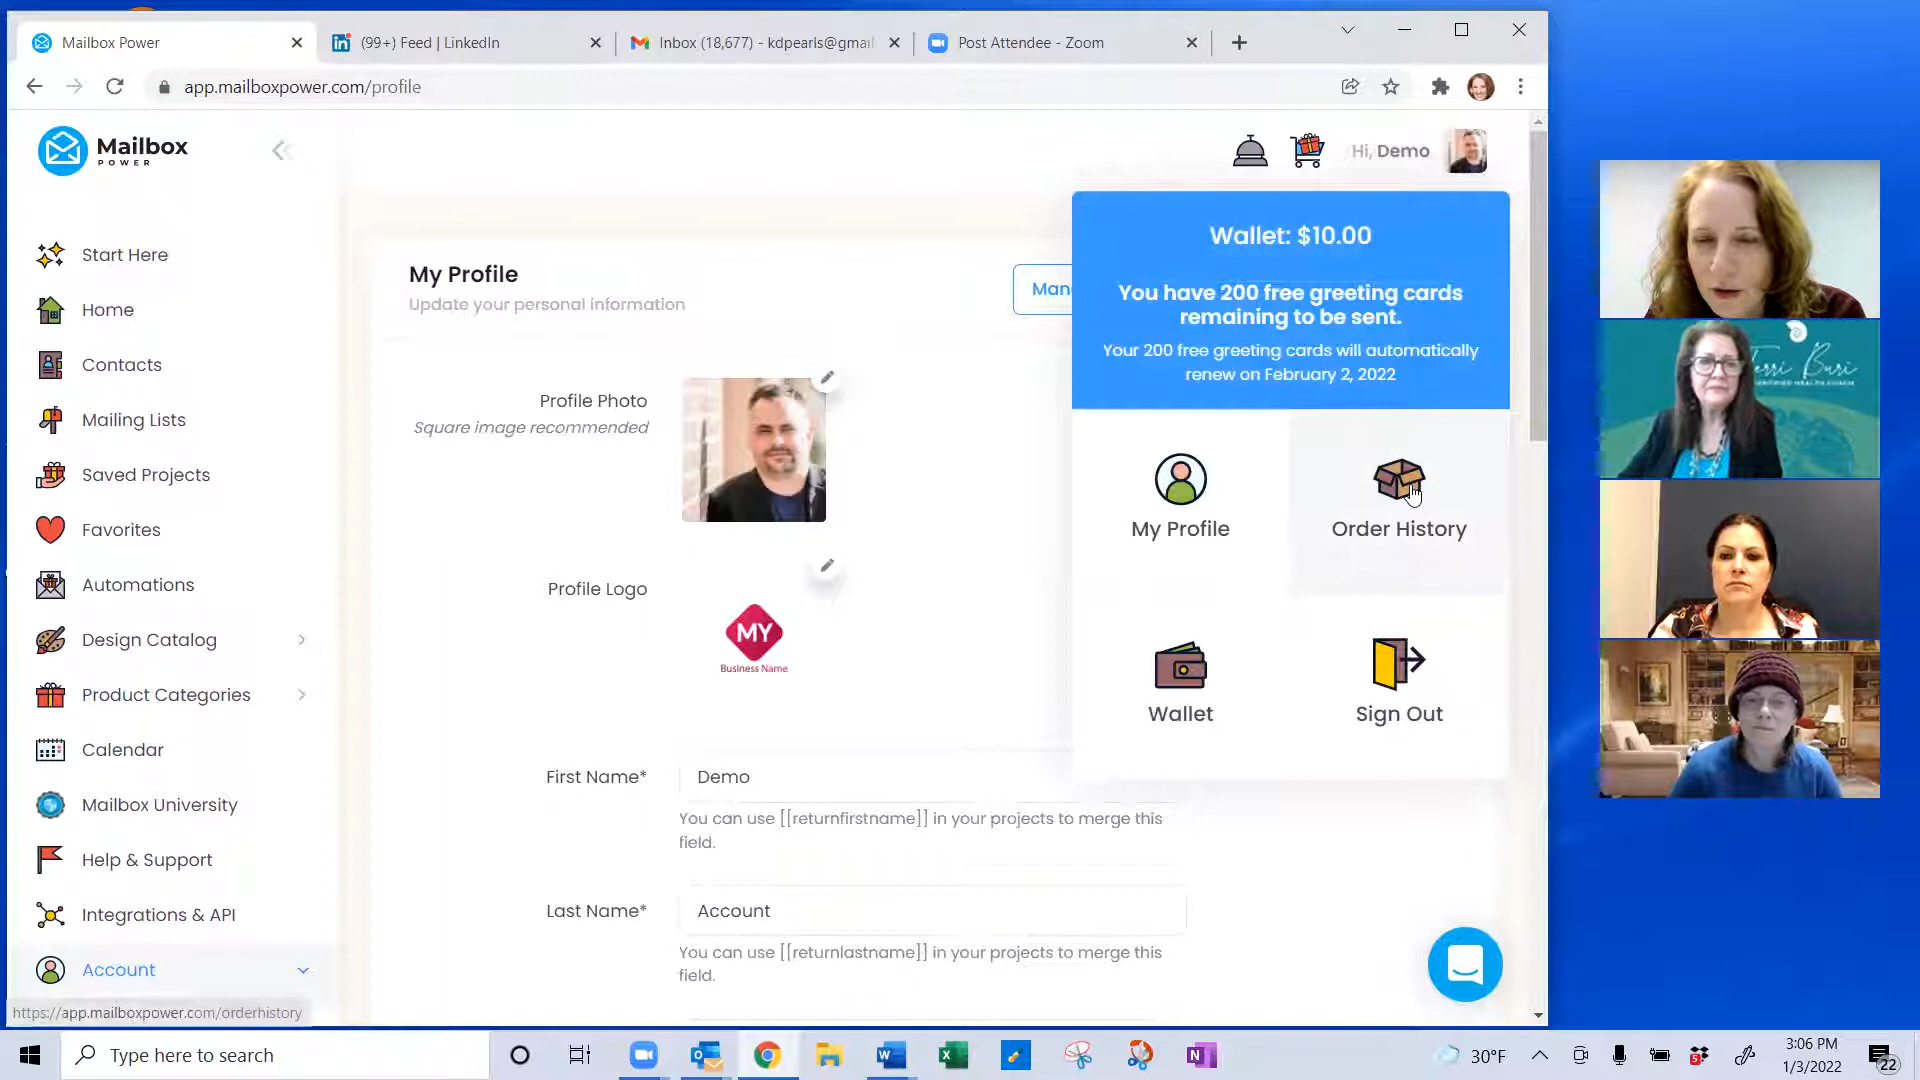 Mailbox Power
(99+) Feed | LinkedIn
Inbox (18,677) - kdpearls@gmai
Post Attendee - Zoom
app.mailboxpower.com/profile
Mailbox
POWER
Hi, Demo
Start Here
Home
Contacts
Mailing Lists
Saved Projects
Favorites
Automations
Design Catalog
Product Categories
Calendar
Mailbox University
Help & Support
Integrations & API
Account
https://app.mailboxpower.com/orderhistory
My Profile
Update your personal information
Man
Profile Photo
Square image recommended
Profile Logo
MY
Business Name
First Name*
Demo
You can use [[returnfirstname]] in your projects to merge this
field.
Last Name*
Account
You can use [[returnlastname]] in your projects to merge this
field.
Wallet: $10.00
You have 200 free greeting cards
remaining to be sent.
Your 200 free greeting cards will automatically
renew on February 2, 2022
My Profile
Order History
Wallet
Sign Out
Terri Buri
Type here to search
30°F
3:06 PM
1/3/2022
22